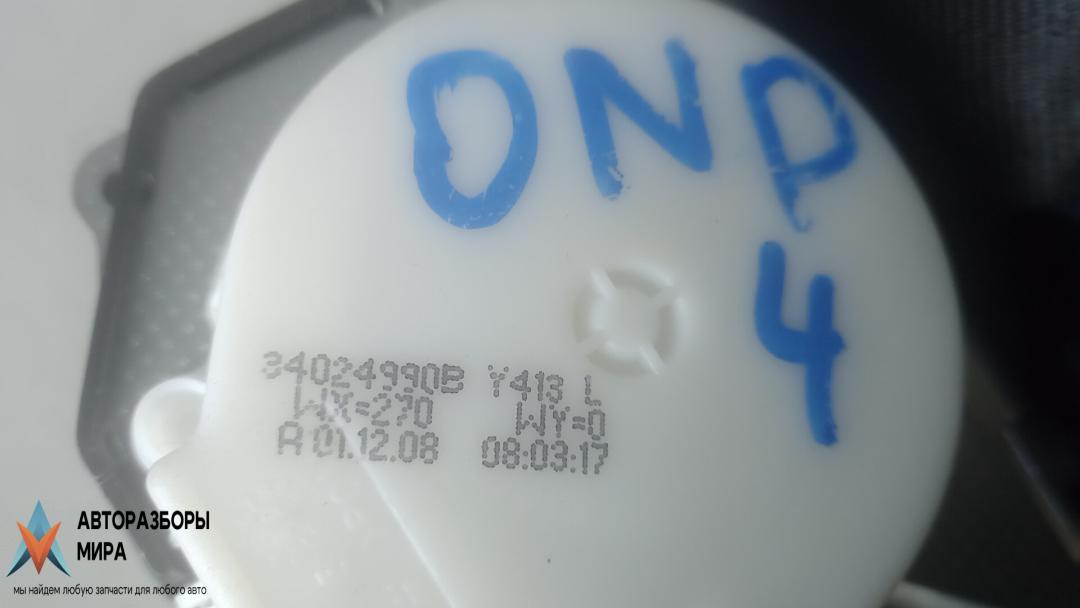 DNP
4
34024990B Y413 L
WX=270 WY=0
R 01.12.08 08:03:17
АВТОРАЗБОРЫ
МИРА
мы найдем любую запчасти для любого авто